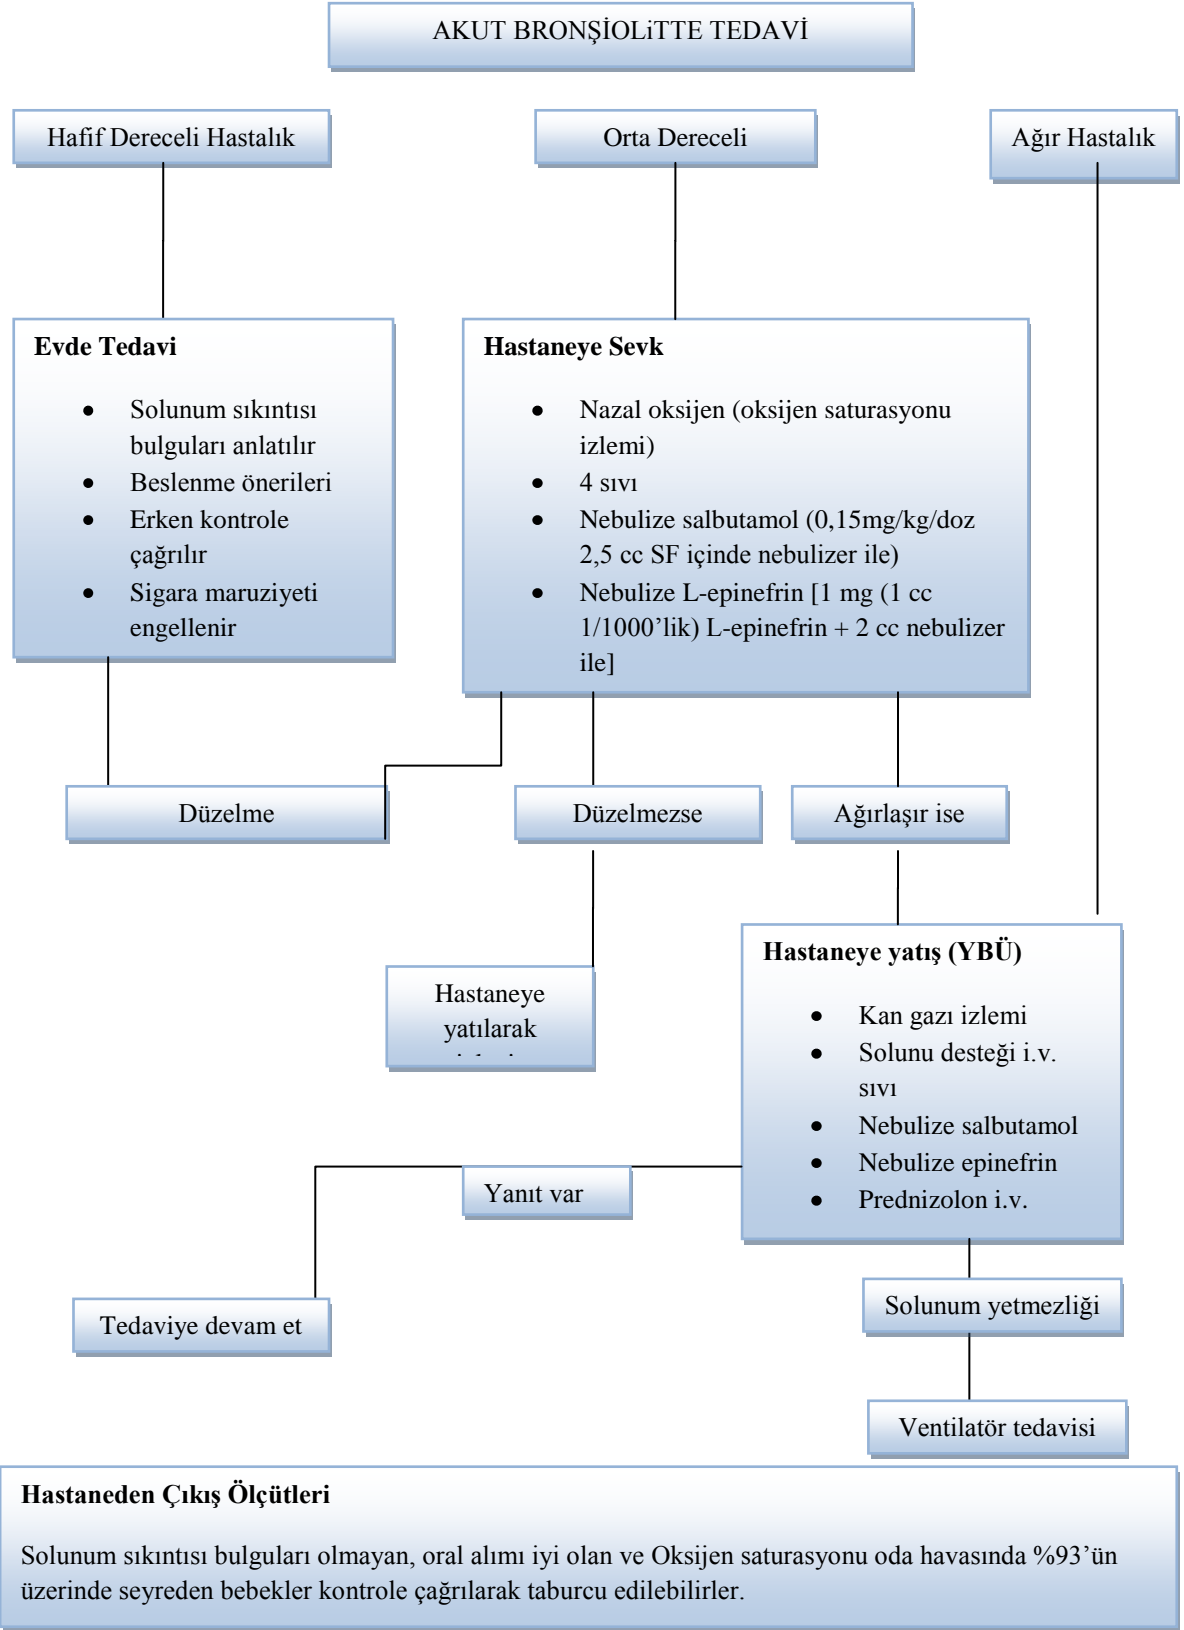 AKUT BRONŞİOLiTTE TEDAVİ
Hafif Dereceli Hastalık
Orta Dereceli
Ağır Hastalık
Evde Tedavi
• Solunum sıkıntısı
bulguları anlatılır
• Beslenme önerileri
• Erken kontrole
çağrılır
• Sigara maruziyeti
engellenir
Hastaneye Sevk
• Nazal oksijen (oksijen saturasyonu
izlemi)
• 4 sıvı
• Nebulize salbutamol (0,15mg/kg/doz
2,5 cc SF içinde nebulizer ile)
• Nebulize L-epinefrin [1 mg (1 cc
1/1000’lik) L-epinefrin + 2 cc nebulizer
ile]
Düzelme
Düzelmezse
Ağırlaşır ise
Hastaneye
yatılarak
Hastaneye yatış (YBÜ)
• Kan gazı izlemi
• Solunu desteği i.v.
sıvı
• Nebulize salbutamol
• Nebulize epinefrin
• Prednizolon i.v.
Yanıt var
Tedaviye devam et
Solunum yetmezliği
Ventilatör tedavisi
Hastaneden Çıkış Ölçütleri
Solunum sıkıntısı bulguları olmayan, oral alımı iyi olan ve Oksijen saturasyonu oda havasında %93’ün
üzerinde seyreden bebekler kontrole çağrılarak taburcu edilebilirler.